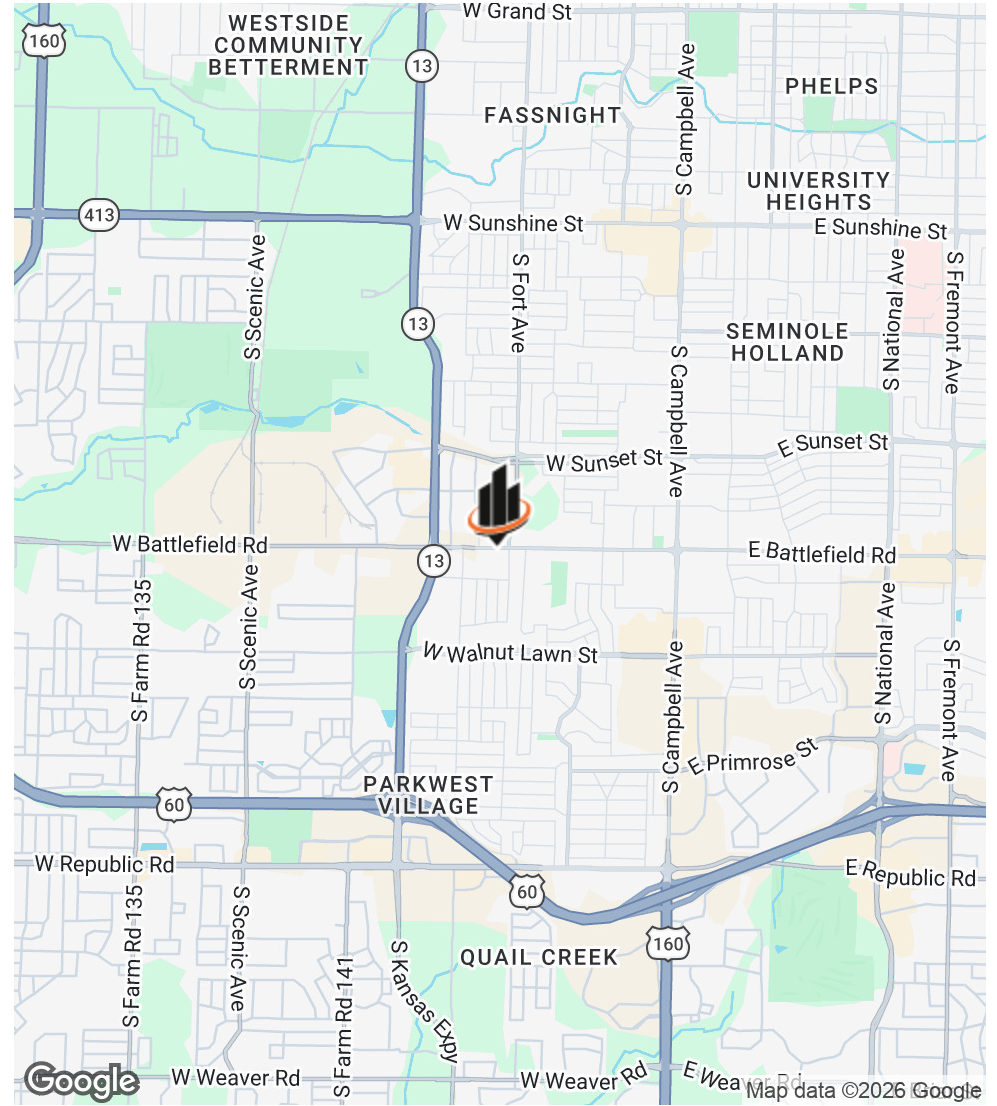 W Grand St
160
WESTSIDE
COMMUNITY
BETTERMENT
13
S Campbell Ave
PHELPS
FASSNIGHT
UNIVERSITY
HEIGHTS
413
W Sunshine St
E Sunshine St
S Scenic Ave
S Fort Ave
S National Ave
S Fremont Ave
13
SEMINOLE
HOLLAND
S Campbell Ave
E Sunset St
W Sunset St
W Battlefield Rd
13
E Battlefield Rd
S Farm Rd 135
S Scenic Ave
W Walnut Lawn St
S Campbell Ave
S National Ave
S Fremont Ave
E Primrose St
PARKWEST
VILLAGE
60
W Republic Rd
E Republic Rd
60
S Farm Rd 135
S Scenic Ave
S Farm Rd 141
S Kansas Expy
QUAIL CREEK
160
Google
W Weaver Rd
W Weaver Rd
E Weaver Rd
Map data ©2026 Google